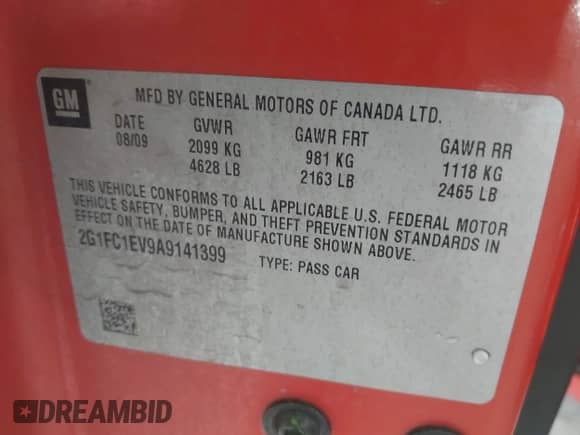 GM
MFD BY GENERAL MOTORS OF CANADA LTD.
DATE GVWR GAWR FRT GAWR RR
08/09 2099 KG 981 KG 1118 KG
4628 LB 2163 LB 2465 LB
THIS VEHICLE CONFORMS TO ALL APPLICABLE U.S. FEDERAL MOTOR
VEHICLE SAFETY, BUMPER, AND THEFT PREVENTION STANDARDS IN
EFFECT ON THE DATE OF MANUFACTURE SHOWN ABOVE.
2G1FC1EV9A9141399 TYPE: PASS CAR
DREAMBID